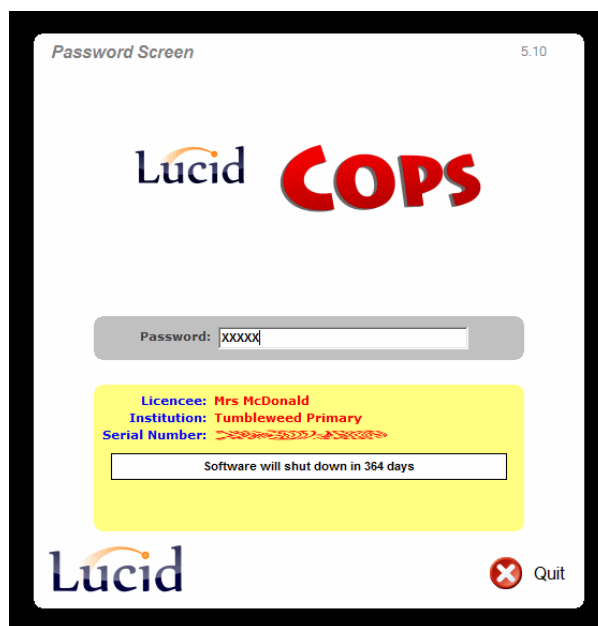 Password Screen 5.10
Lucid COPS
Password: XXXXX
Licencee: Mrs McDonald
Institution: Tumbleweed Primary
Serial Number:
Software will shut down in 364 days
Lucid Quit